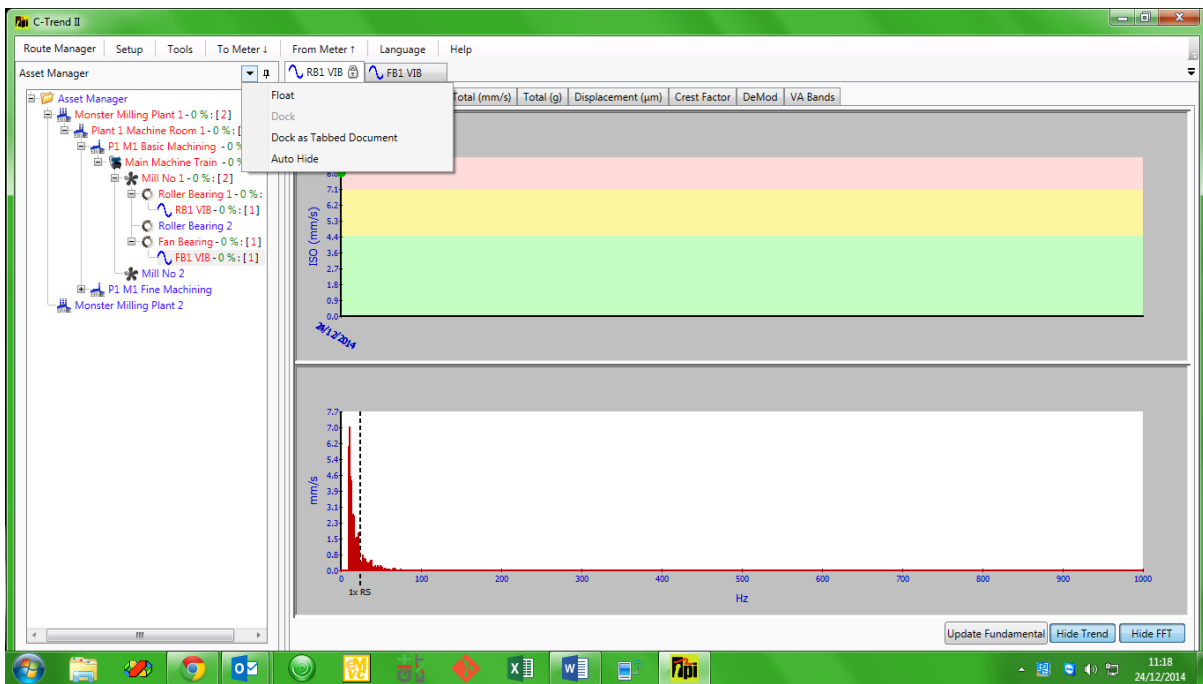 C-Trend II
Route Manager Setup Tools To Meter ↓ From Meter ↑ Language Help
Asset Manager
RB1 VIB FB1 VIB
Float
Dock
Dock as Tabbed Document
Auto Hide
Total (mm/s) Total (g) Displacement (µm) Crest Factor DeMod VA Bands
Asset Manager
Monster Milling Plant 1 - 0 % : [2]
Plant 1 Machine Room 1 - 0 % : [
P1 M1 Basic Machining - 0 %
Main Machine Train - 0 %
Mill No 1 - 0 % : [2]
Roller Bearing 1 - 0 % :
RB1 VIB - 0 % : [1]
Roller Bearing 2
Fan Bearing - 0 % : [1]
FB1 VIB - 0 % : [1]
Mill No 2
P1 M1 Fine Machining
Monster Milling Plant 2
ISO (mm/s)
8.0
7.1
6.2
5.3
4.4
3.6
2.7
1.8
0.9
0.0
24/12/2014
mm/s
7.7
7.0
6.2
5.4
4.6
3.9
3.1
2.3
1.5
0.8
0.0
0 100 200 300 400 500 600 700 800 900 1000
1x RS
Hz
Update Fundamental Hide Trend Hide FFT
11:18
24/12/2014